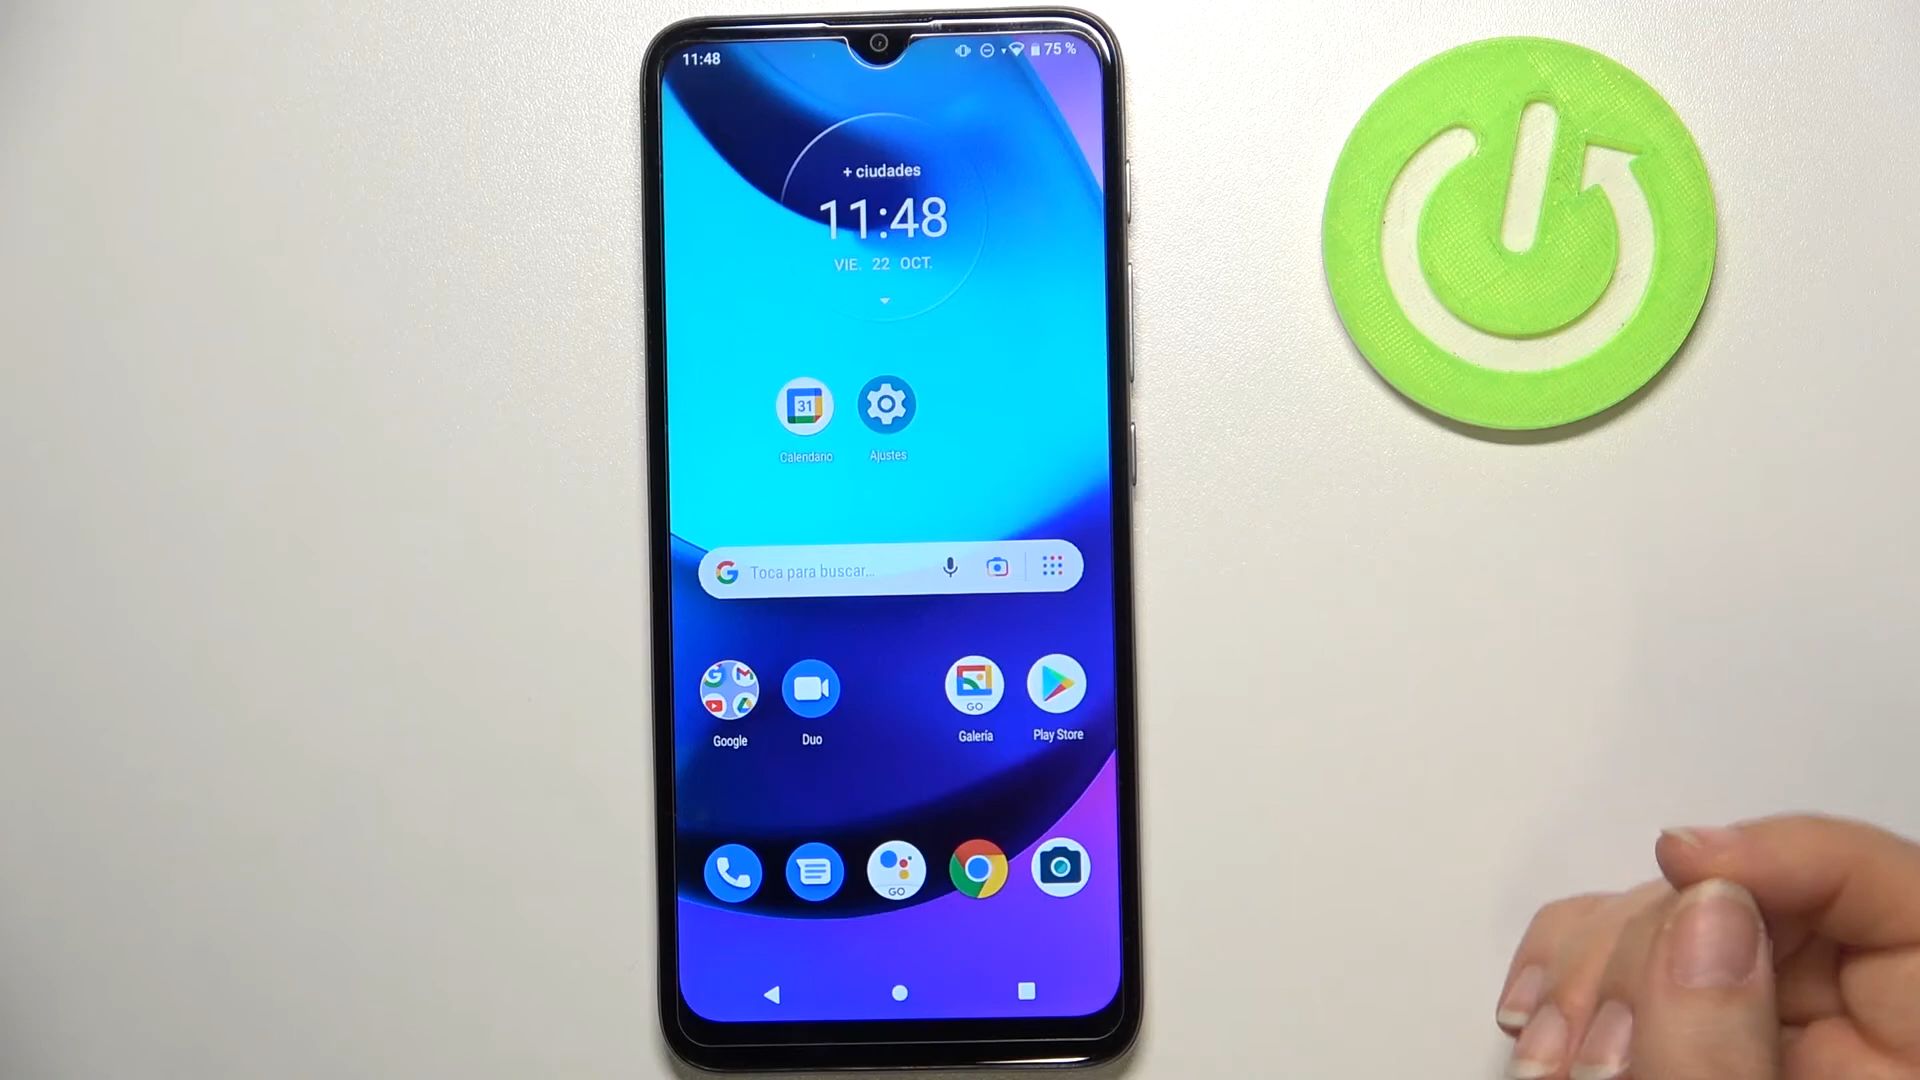 11:48
75 %
+ ciudades
11:48
VIE. 22 OCT.
31
Calendario
Ajustes
G Toca para buscar...
Google
Duo
GO
Galería
Play Store
GO